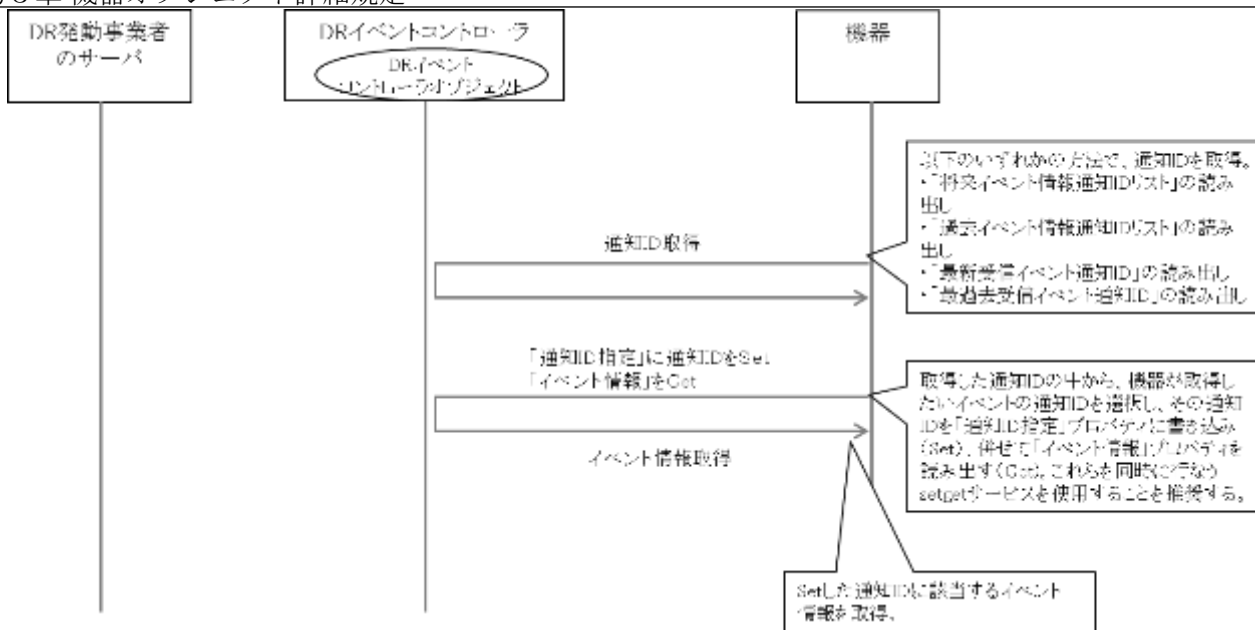 第３章 機器オブジェクト詳細規定
DR発動事業者
のサーバ
DRイベントコントローラ
DRイベント
コントローラオブジェクト
機器
以下のいずれかの方法で、通知IDを取得。
・「将来イベント情報通知IDリスト」の読み
出し
・「過去イベント情報通知IDリスト」の読み
出し
・「最新受信イベント通知ID」の読み出し
・「最過去受信イベント通知ID」の読み出し
通知ID取得
「通知ID指定」に通知IDをSet
「イベント情報」をGet
イベント情報取得
取得した通知IDの中から、機器が取得し
たいイベントの通知IDを選択し、その通知
IDを「通知ID指定」プロパティに書き込み
（Set）、併せて「イベント情報」プロパティを
読み出す（Get）。これらを同時に行なう
setgetサービスを使用することを推奨する。
Setした通知IDに該当するイベント
情報を取得。